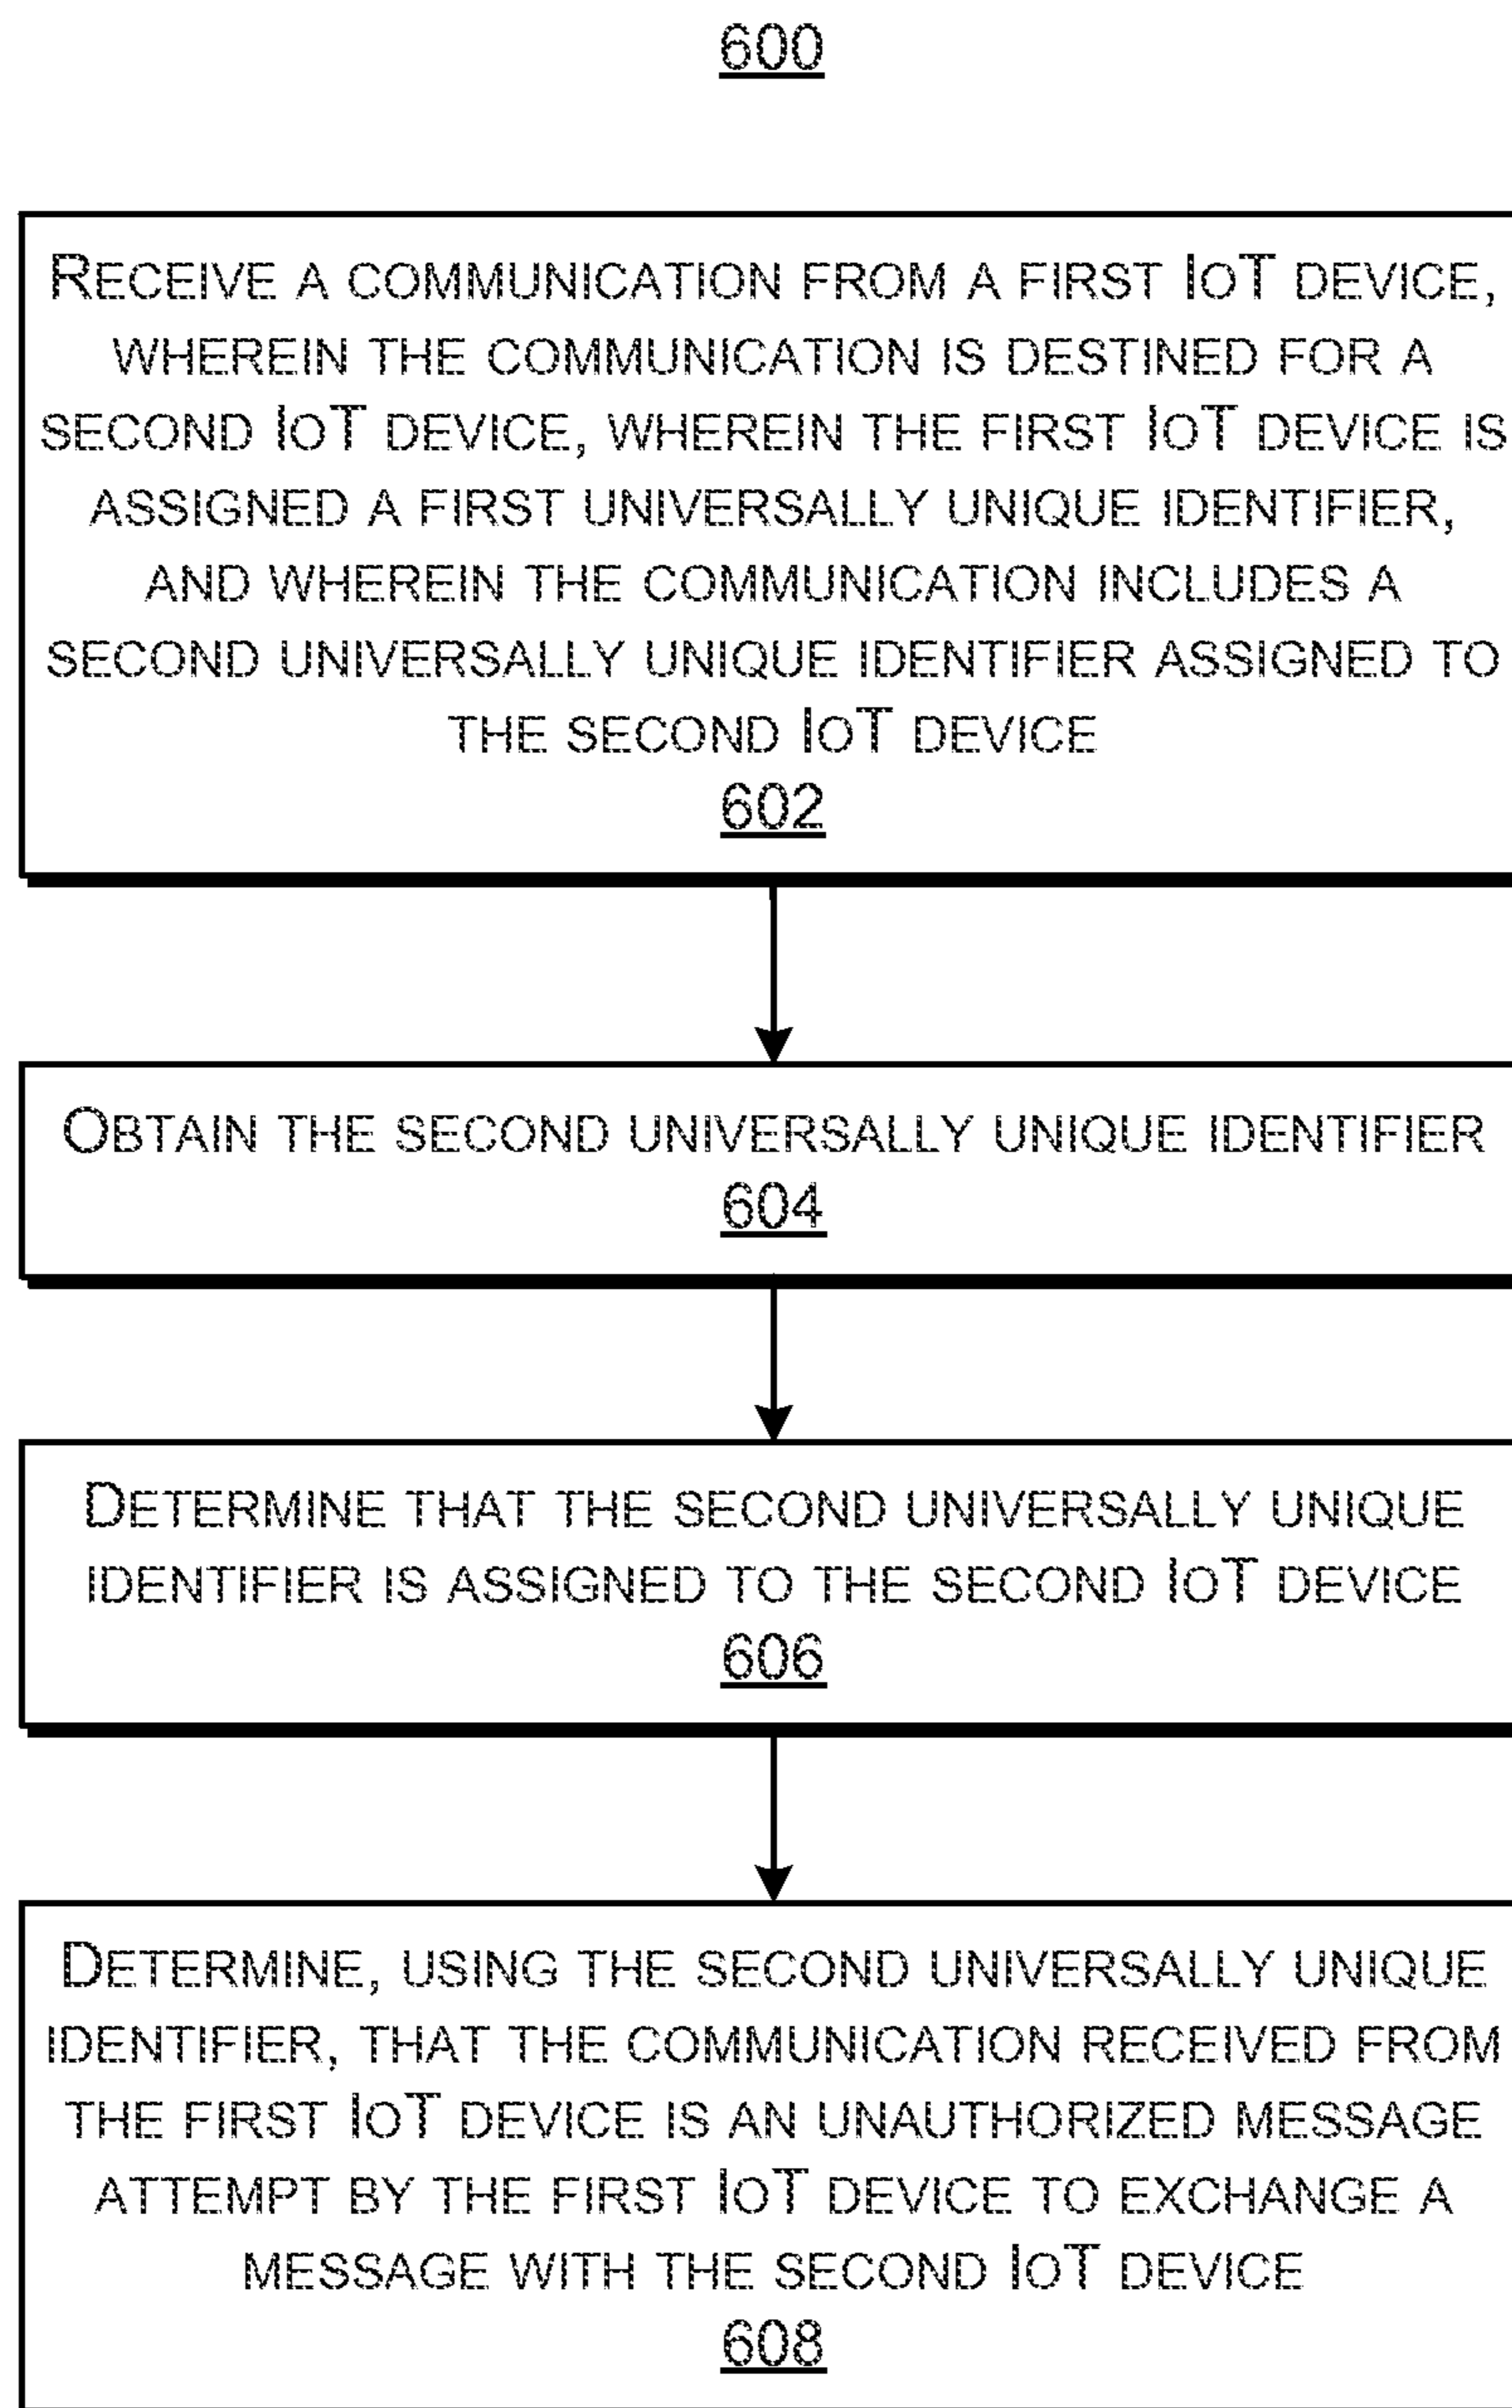 600
RECEIVE A COMMUNICATION FROM A FIRST IOT DEVICE,
WHEREIN THE COMMUNICATION IS DESTINED FOR A
SECOND IOT DEVICE, WHEREIN THE FIRST IOT DEVICE IS
ASSIGNED A FIRST UNIVERSALLY UNIQUE IDENTIFIER,
AND WHEREIN THE COMMUNICATION INCLUDES A
SECOND UNIVERSALLY UNIQUE IDENTIFIER ASSIGNED TO
THE SECOND IOT DEVICE
602
OBTAIN THE SECOND UNIVERSALLY UNIQUE IDENTIFIER
604
DETERMINE THAT THE SECOND UNIVERSALLY UNIQUE
IDENTIFIER IS ASSIGNED TO THE SECOND IOT DEVICE
606
DETERMINE, USING THE SECOND UNIVERSALLY UNIQUE
IDENTIFIER, THAT THE COMMUNICATION RECEIVED FROM
THE FIRST IOT DEVICE IS AN UNAUTHORIZED MESSAGE
ATTEMPT BY THE FIRST IOT DEVICE TO EXCHANGE A
MESSAGE WITH THE SECOND IOT DEVICE
608